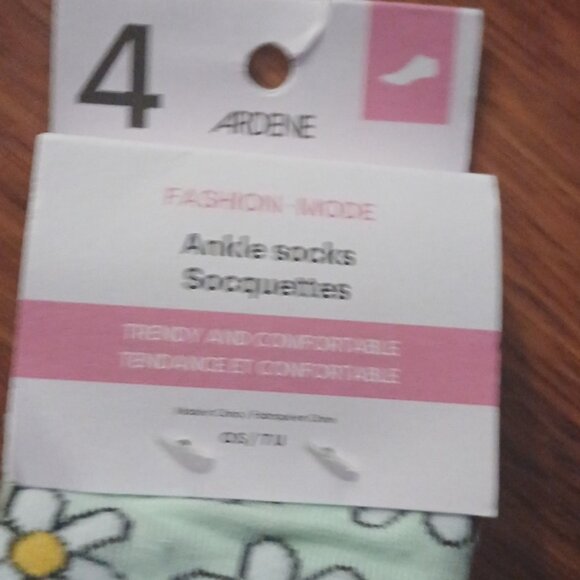 4
ARDENE
FASHION·MODE
Ankle socks
Socquettes
TRENDY AND COMFORTABLE
TENDANCE ET CONFORTABLE
OS / TU